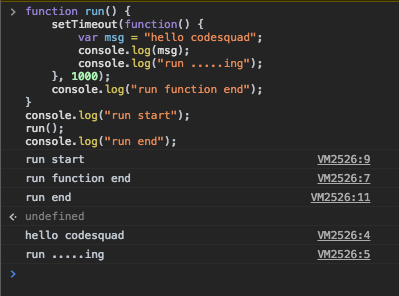 > function run() {
    setTimeout(function() {
        var msg = "hello codesquad";
        console.log(msg);
        console.log("run .....ing");
    }, 1000);
    console.log("run function end");
}
console.log("run start");
run();
console.log("run end");
run start VM2526:9
run function end VM2526:7
run end VM2526:11
undefined
hello codesquad VM2526:4
run .....ing VM2526:5
>